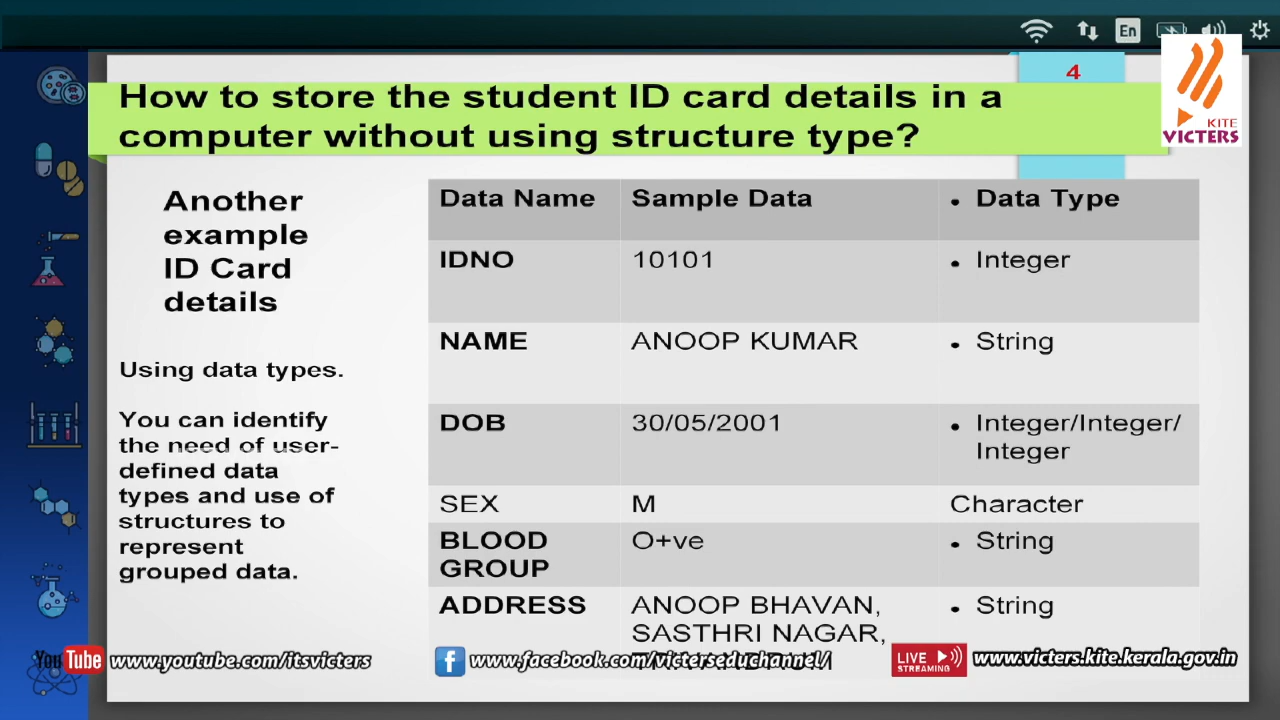 En
4
KITE
VICTERS
How to store the student ID card details in a
computer without using structure type?
Another
example
ID Card
details
Using data types.
You can identify
the need of user-
defined data
types and use of
structures to
represent
grouped data.
Data Name Sample Data • Data Type
IDNO 10101 • Integer
NAME ANOOP KUMAR • String
DOB 30/05/2001 • Integer/Integer/
Integer
SEX M Character
BLOOD O+ve • String
GROUP
ADDRESS ANOOP BHAVAN, • String
SASTHRI NAGAR,
YouTube www.youtube.com/itsvicters
f www.facebook.com/victerseduchannel/
LIVE
STREAMING
www.victers.kite.kerala.gov.in